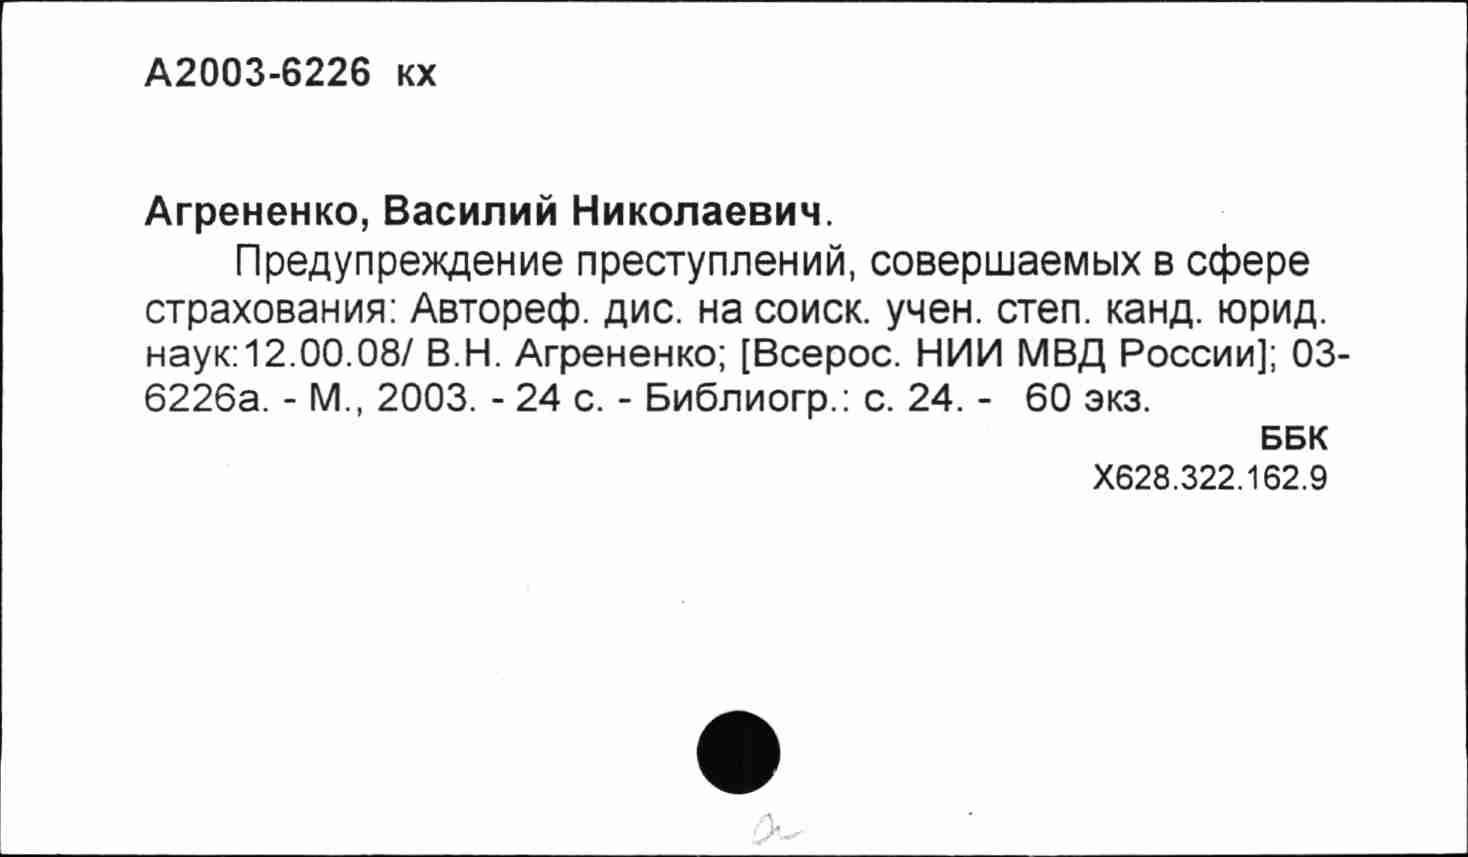 А2003-6226 кх
Агрененко, Василий Николаевич.
Предупреждение преступлений, совершаемых в сфере
страхования: Автореф. дис. на соиск. учен. степ. канд. юрид.
наук:12.00.08/ В.Н. Агрененко; [Всерос. НИИ МВД России]; 03-
6226а. - М., 2003. - 24 с. - Библиогр.: с. 24. - 60 экз.
ББК
Х628.322.162.9